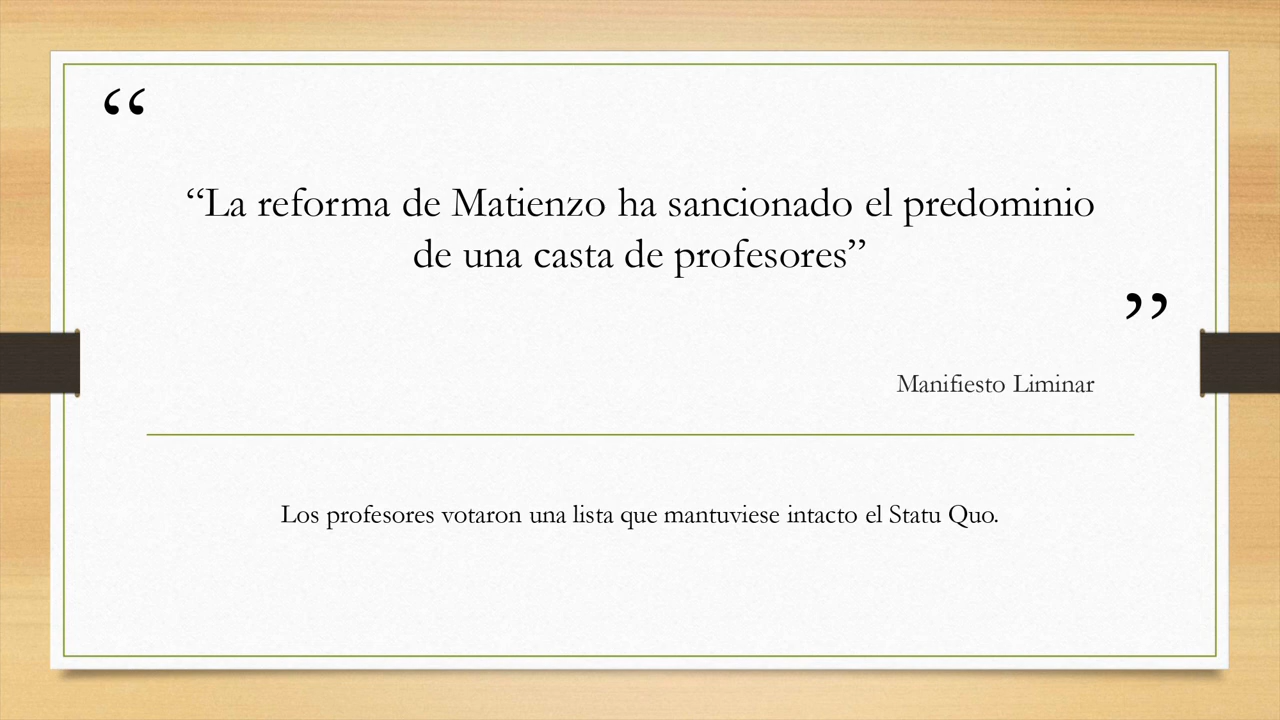 “
“La reforma de Matienzo ha sancionado el predominio
de una casta de profesores”
”
Manifiesto Liminar
Los profesores votaron una lista que mantuviese intacto el Statu Quo.